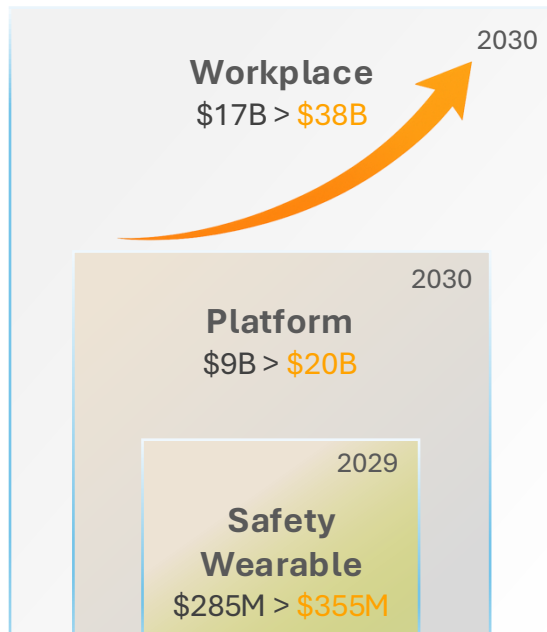 2030
Workplace
$17B > $38B
2030
Platform
$9B > $20B
2029
Safety
Wearable
$285M > $355M